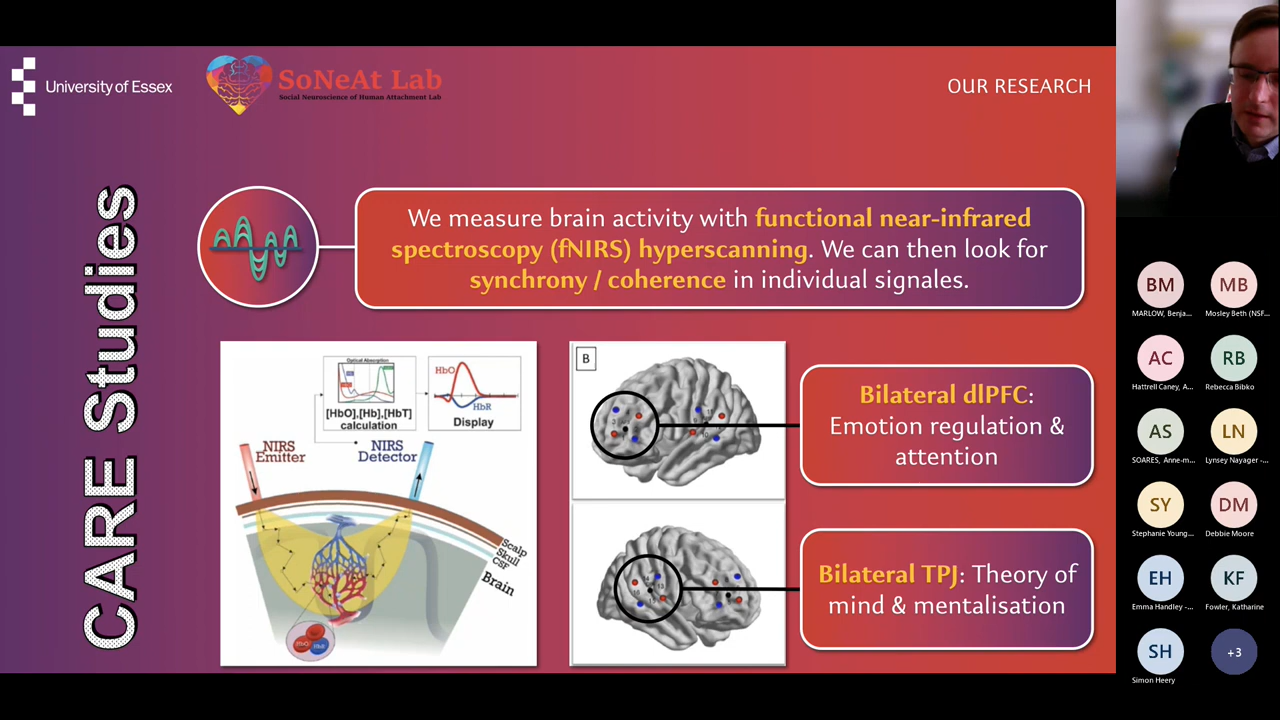 University of Essex
SoNeAt Lab
Social Neuroscience of Human Attachment Lab
OUR RESEARCH
CARE Studies
We measure brain activity with functional near-infrared
spectroscopy (fNIRS) hyperscanning. We can then look for
synchrony / coherence in individual signales.
Optical Absorption
[HbO],[Hb],[HbT]
calculation
HbO
HbR
Display
NIRS
Emitter
NIRS
Detector
Scalp
Skull
CSF
Brain
B
Bilateral dlPFC:
Emotion regulation &
attention
Bilateral TPJ: Theory of
mind & mentalisation
BM
MARLOW, Benja...
MB
Mosley Beth (NSF...
AC
Hattrell Caney, A...
RB
Rebecca Bibko
AS
SOARES, Anne-m...
LN
Lynsey Nayager -...
SY
Stephanie Young...
DM
Debbie Moore
EH
Emma Handley -...
KF
Fowler, Katharine
SH
Simon Heery
+3